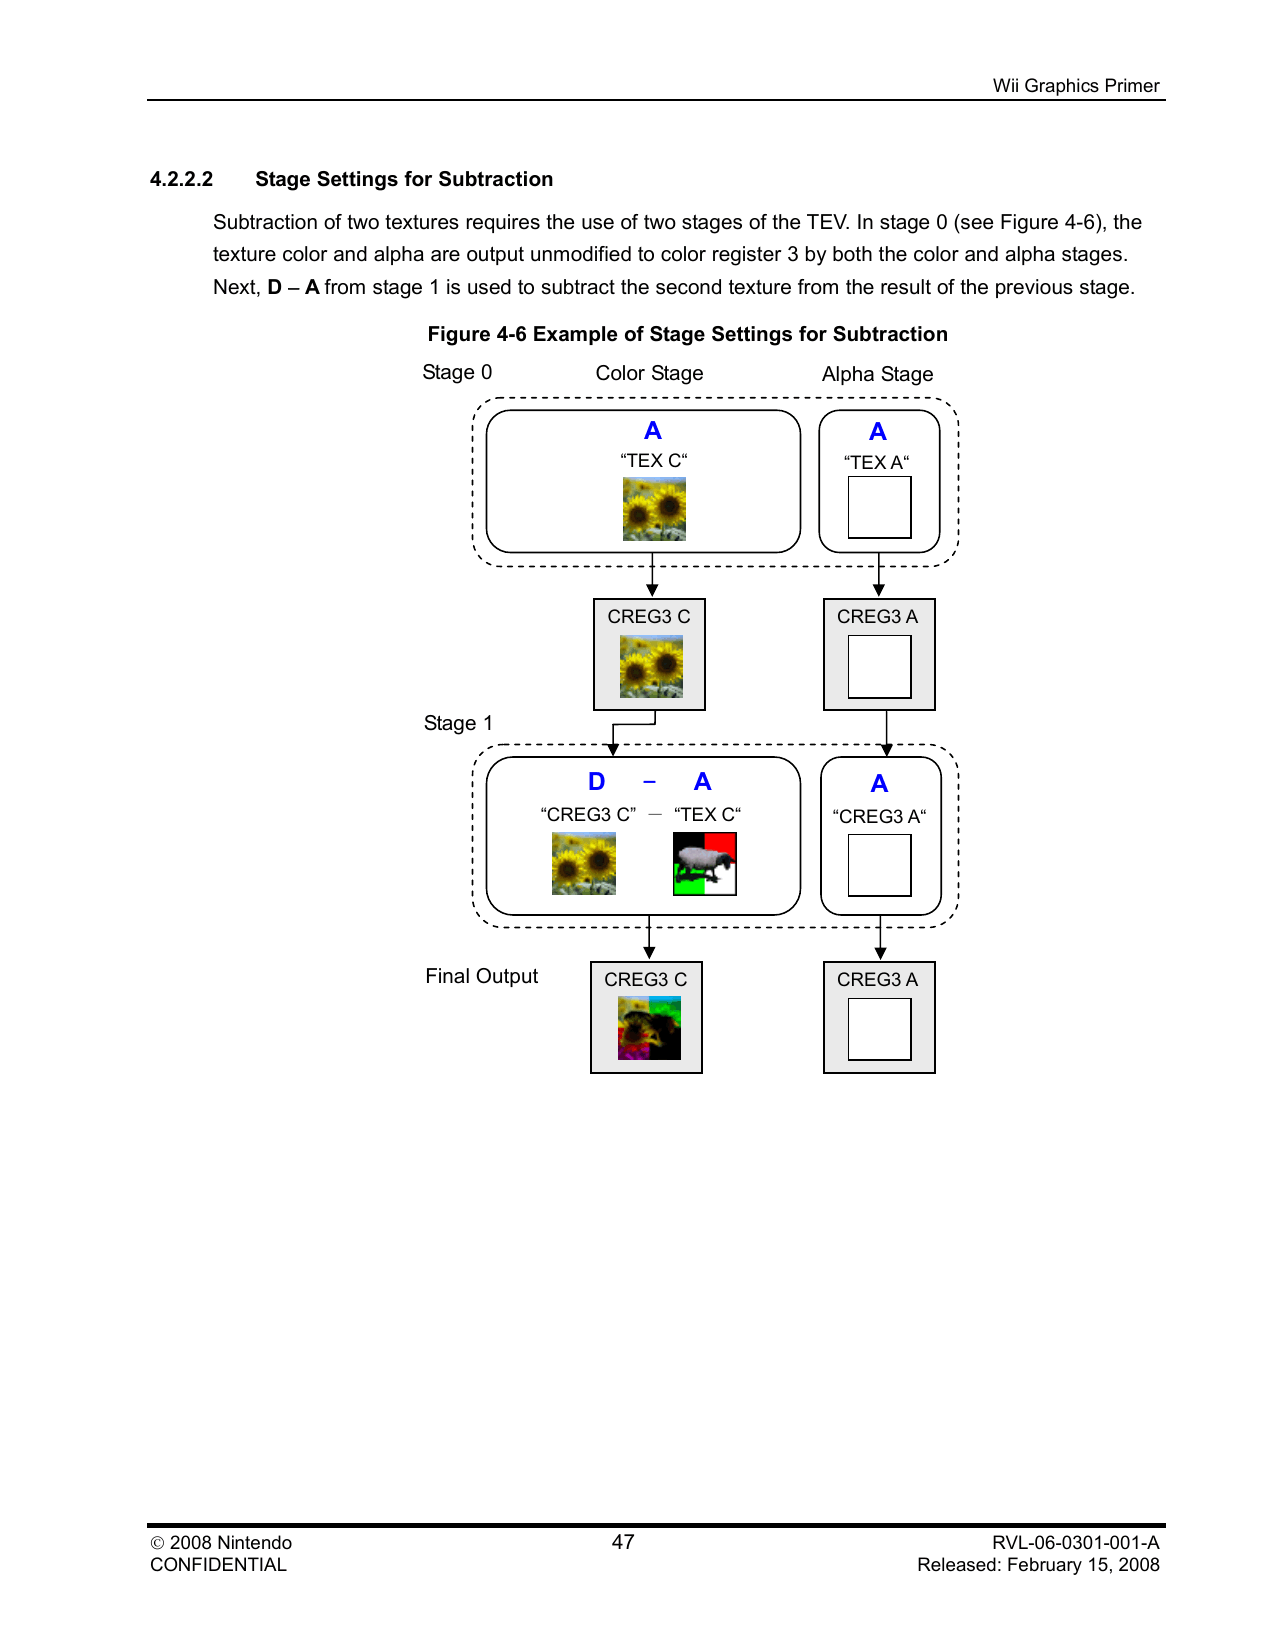 Wii Graphics Primer
4.2.2.2 Stage Settings for Subtraction
Subtraction of two textures requires the use of two stages of the TEV. In stage 0 (see Figure 4-6), the
texture color and alpha are output unmodified to color register 3 by both the color and alpha stages.
Next, D – A from stage 1 is used to subtract the second texture from the result of the previous stage.
Figure 4-6 Example of Stage Settings for Subtraction
Stage 0 Color Stage Alpha Stage
A A
“TEX C“ “TEX A“
CREG3 C CREG3 A
Stage 1
D – A A
“CREG3 C” – “TEX C“ “CREG3 A“
Final Output CREG3 C CREG3 A
© 2008 Nintendo 47 RVL-06-0301-001-A
CONFIDENTIAL Released: February 15, 2008